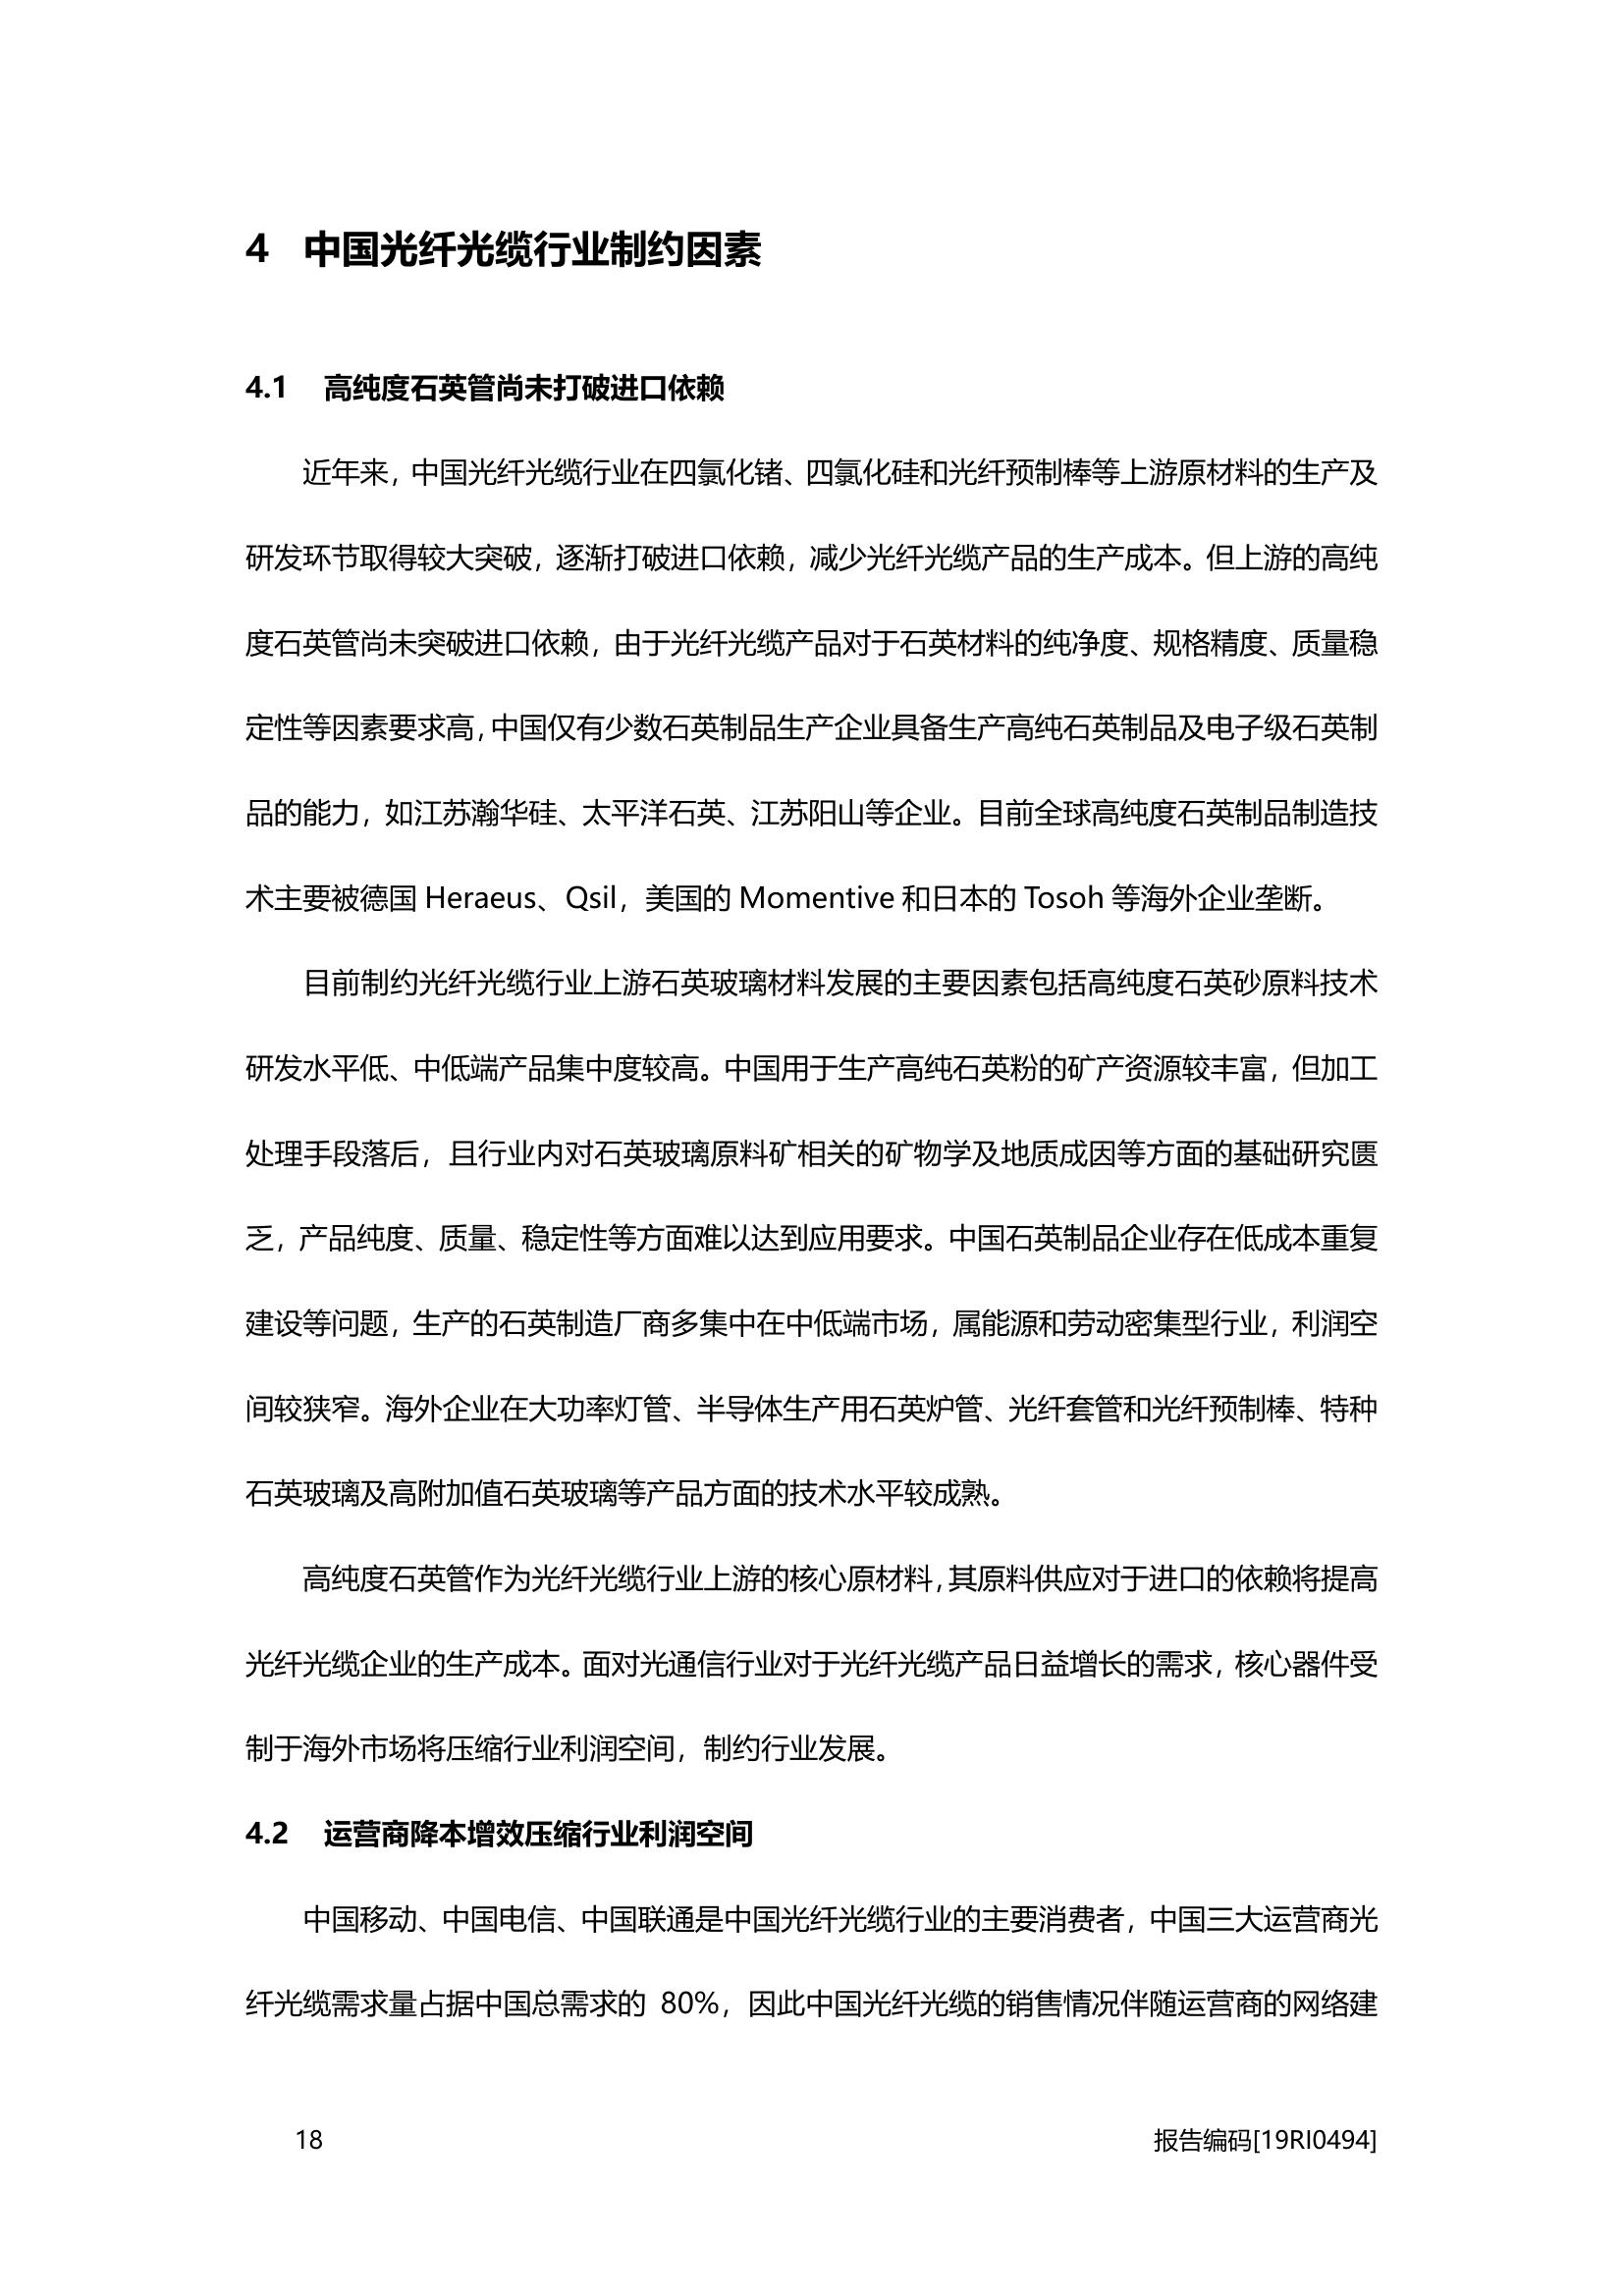 4 中国光纤光缆行业制约因素
4.1 高纯度石英管尚未打破进口依赖
近年来，中国光纤光缆行业在四氯化锗、四氯化硅和光纤预制棒等上游原材料的生产及
研发环节取得较大突破，逐渐打破进口依赖，减少光纤光缆产品的生产成本。但上游的高纯
度石英管尚未突破进口依赖，由于光纤光缆产品对于石英材料的纯净度、规格精度、质量稳
定性等因素要求高，中国仅有少数石英制品生产企业具备生产高纯石英制品及电子级石英制
品的能力，如江苏瀚华硅、太平洋石英、江苏阳山等企业。目前全球高纯度石英制品制造技
术主要被德国 Heraeus、Qsil，美国的 Momentive 和日本的 Tosoh 等海外企业垄断。
目前制约光纤光缆行业上游石英玻璃材料发展的主要因素包括高纯度石英砂原料技术
研发水平低、中低端产品集中度较高。中国用于生产高纯石英粉的矿产资源较丰富，但加工
处理手段落后，且行业内对石英玻璃原料矿相关的矿物学及地质成因等方面的基础研究匮
乏，产品纯度、质量、稳定性等方面难以达到应用要求。中国石英制品企业存在低成本重复
建设等问题，生产的石英制造厂商多集中在中低端市场，属能源和劳动密集型行业，利润空
间较狭窄。海外企业在大功率灯管、半导体生产用石英炉管、光纤套管和光纤预制棒、特种
石英玻璃及高附加值石英玻璃等产品方面的技术水平较成熟。
高纯度石英管作为光纤光缆行业上游的核心原材料，其原料供应对于进口的依赖将提高
光纤光缆企业的生产成本。面对光通信行业对于光纤光缆产品日益增长的需求，核心器件受
制于海外市场将压缩行业利润空间，制约行业发展。
4.2 运营商降本增效压缩行业利润空间
中国移动、中国电信、中国联通是中国光纤光缆行业的主要消费者，中国三大运营商光
纤光缆需求量占据中国总需求的 80%，因此中国光纤光缆的销售情况伴随运营商的网络建
18 报告编码[19RI0494]